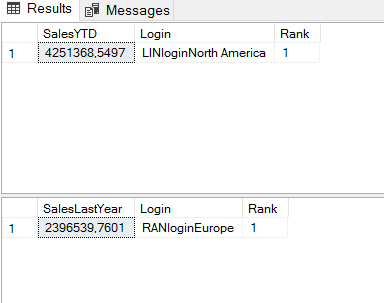 Results Messages
SalesYTD Login Rank
1 4251368,5497 LINloginNorth America 1
SalesLastYear Login Rank
1 2396539,7601 RANloginEurope 1